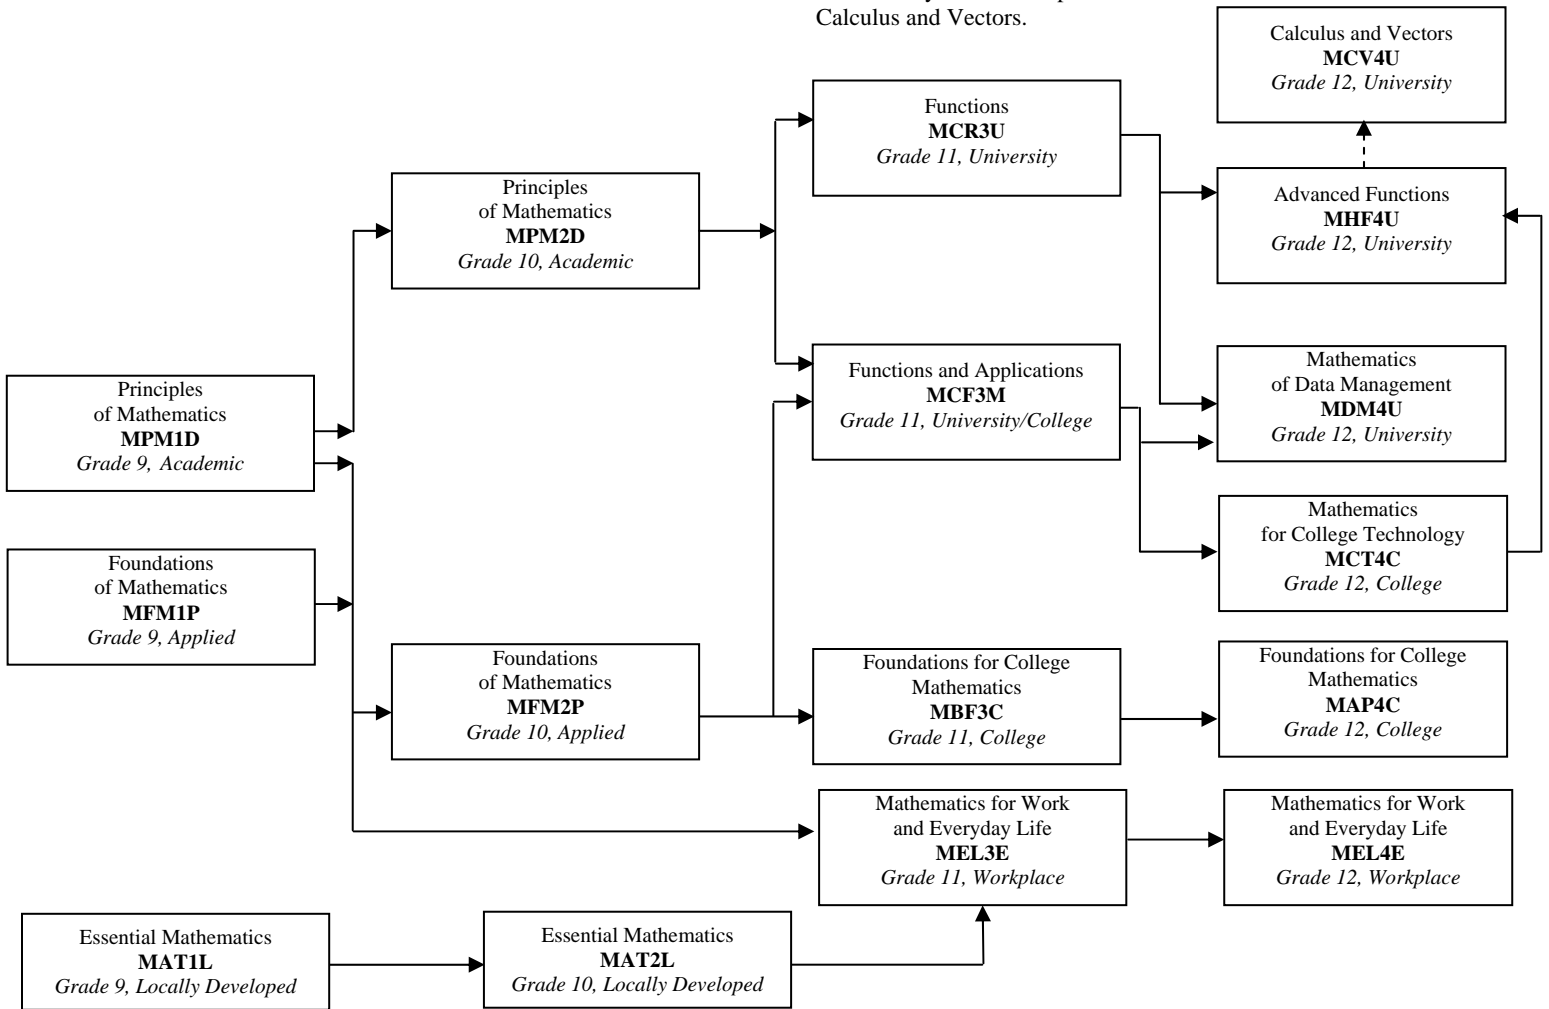 Calculus and Vectors.
Calculus and Vectors
MCV4U
Grade 12, University
Functions
MCR3U
Grade 11, University
Principles
of Mathematics
MPM2D
Grade 10, Academic
Advanced Functions
MHF4U
Grade 12, University
Functions and Applications
MCF3M
Grade 11, University/College
Mathematics
of Data Management
MDM4U
Grade 12, University
Principles
of Mathematics
MPM1D
Grade 9, Academic
Mathematics
for College Technology
MCT4C
Grade 12, College
Foundations
of Mathematics
MFM1P
Grade 9, Applied
Foundations
of Mathematics
MFM2P
Grade 10, Applied
Foundations for College
Mathematics
MBF3C
Grade 11, College
Foundations for College
Mathematics
MAP4C
Grade 12, College
Mathematics for Work
and Everyday Life
MEL3E
Grade 11, Workplace
Mathematics for Work
and Everyday Life
MEL4E
Grade 12, Workplace
Essential Mathematics
MAT1L
Grade 9, Locally Developed
Essential Mathematics
MAT2L
Grade 10, Locally Developed